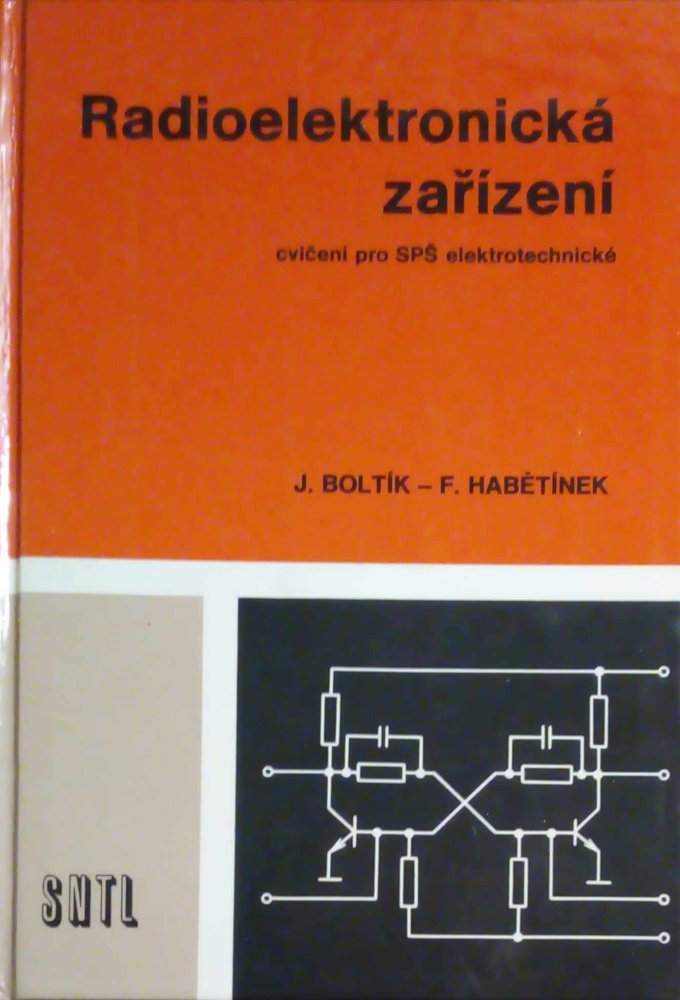 Radioelektronická
zařízení
cvičení pro SPŠ elektrotechnické
J. BOLTÍK – F. HABĚTÍNEK
SNTL